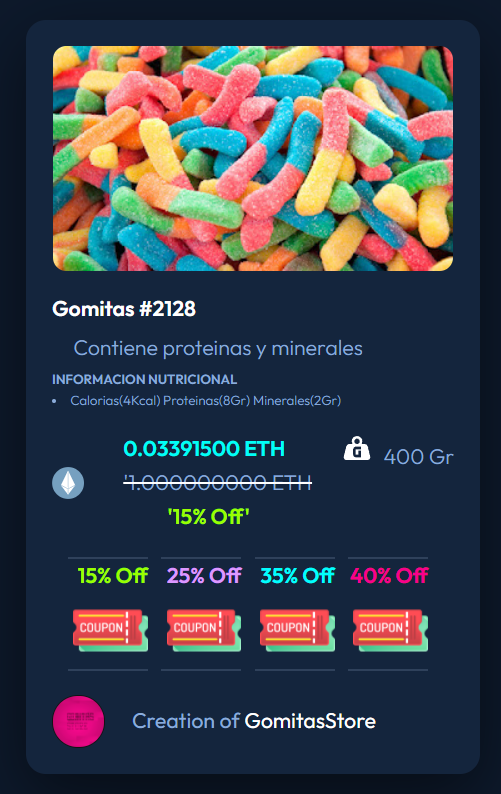 Gomitas #2128
Contiene proteinas y minerales
INFORMACION NUTRICIONAL
• Calorias(4Kcal) Proteinas(8Gr) Minerales(2Gr)
0.03391500 ETH
400 Gr
'1.000000000 ETH
'15% Off'
15% Off 25% Off 35% Off 40% Off
COUPON COUPON COUPON COUPON
Creation of GomitasStore